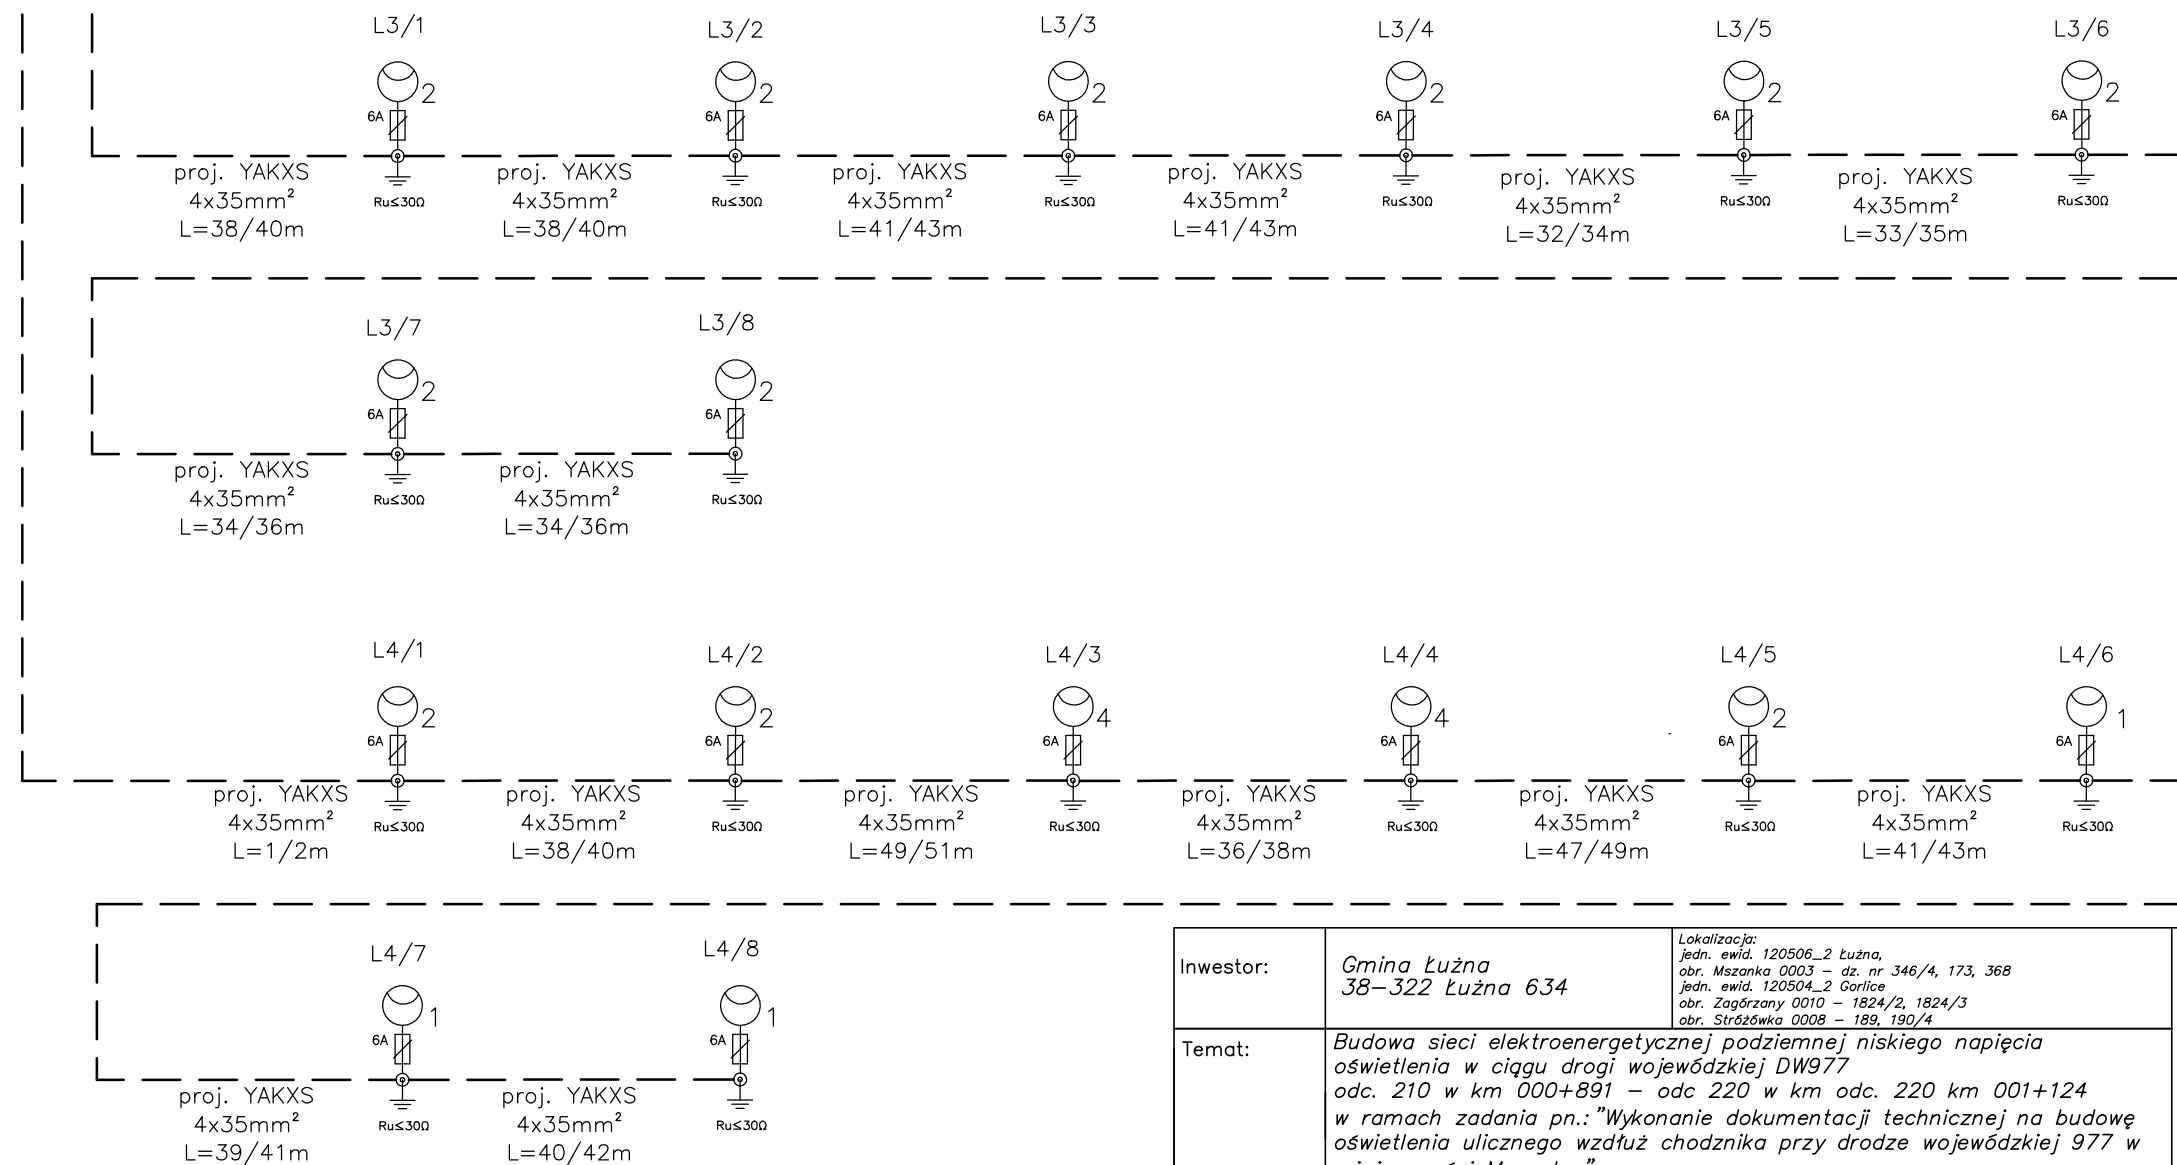 L3/1 L3/2 L3/3 L3/4 L3/5 L3/6
2 2 2 2 2 2
6A 6A 6A 6A 6A 6A
proj. YAKXS proj. YAKXS proj. YAKXS proj. YAKXS proj. YAKXS proj. YAKXS
4x35mm² 4x35mm² 4x35mm² 4x35mm² 4x35mm² 4x35mm²
Ru≤30Ω Ru≤30Ω Ru≤30Ω Ru≤30Ω Ru≤30Ω Ru≤30Ω
L=38/40m L=38/40m L=41/43m L=41/43m L=32/34m L=33/35m
L3/7 L3/8
2 2
6A 6A
proj. YAKXS proj. YAKXS
4x35mm² 4x35mm²
Ru≤30Ω Ru≤30Ω
L=34/36m L=34/36m
L4/1 L4/2 L4/3 L4/4 L4/5 L4/6
2 2 4 4 2 1
6A 6A 6A 6A 6A 6A
proj. YAKXS proj. YAKXS proj. YAKXS proj. YAKXS proj. YAKXS proj. YAKXS
4x35mm² 4x35mm² 4x35mm² 4x35mm² 4x35mm² 4x35mm²
Ru≤30Ω Ru≤30Ω Ru≤30Ω Ru≤30Ω Ru≤30Ω Ru≤30Ω
L=1/2m L=38/40m L=49/51m L=36/38m L=47/49m L=41/43m
L4/7 L4/8
1 1
6A 6A
proj. YAKXS proj. YAKXS
4x35mm² 4x35mm²
Ru≤30Ω Ru≤30Ω
L=39/41m L=40/42m
Inwestor:
Gmina Łużna
38-322 Łużna 634
Lokalizacja:
jedn. ewid. 120506_2 Łużna,
obr. Mszanka 0003 – dz. nr 346/4, 173, 368
jedn. ewid. 120504_2 Gorlice
obr. Zagórzany 0010 – 1824/2, 1824/3
obr. Stróżówka 0008 – 189, 190/4
Temat:
Budowa sieci elektroenergetycznej podziemnej niskiego napięcia
oświetlenia w ciągu drogi wojewódzkiej DW977
odc. 210 w km 000+891 – odc 220 w km odc. 220 km 001+124
w ramach zadania pn.: "Wykonanie dokumentacji technicznej na budowę
oświetlenia ulicznego wzdłuż chodznika przy drodze wojewódzkiej 977 w